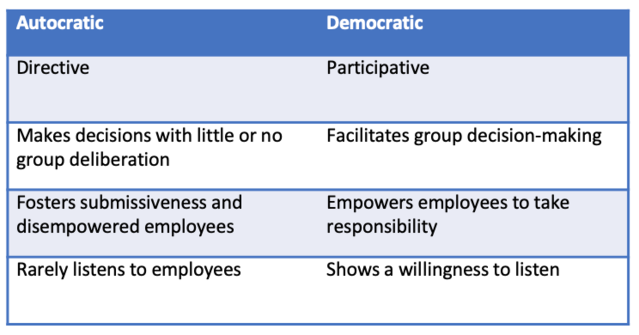 Autocratic Democratic
Directive Participative
Makes decisions with little or no
group deliberation
Facilitates group decision-making
Fosters submissiveness and
disempowered employees
Empowers employees to take
responsibility
Rarely listens to employees
Shows a willingness to listen